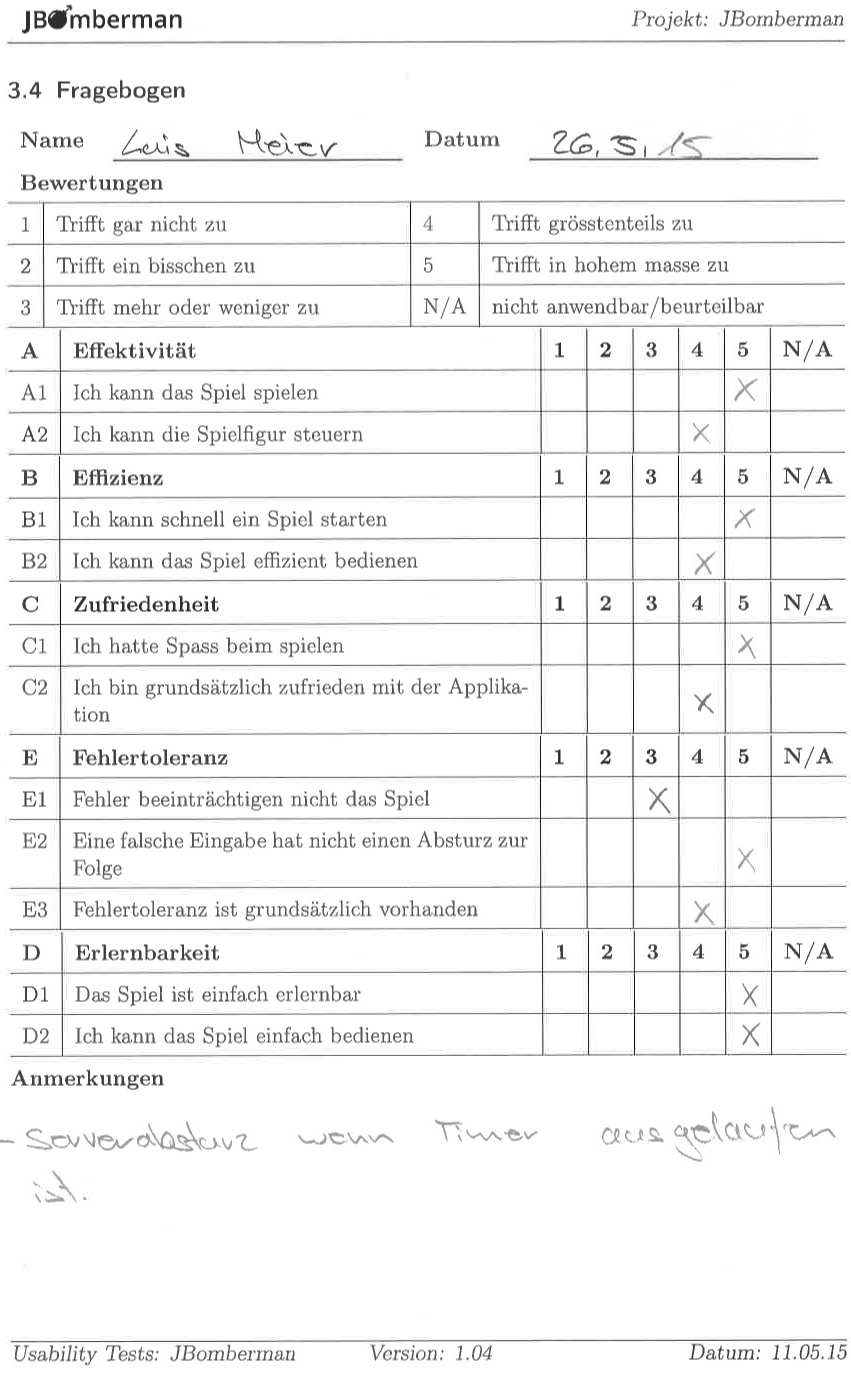 JBomberman Projekt: JBomberman
3.4 Fragebogen
Name Luis Meier Datum 26.5.15
Bewertungen
1 Trifft gar nicht zu 4 Trifft grösstenteils zu
2 Trifft ein bisschen zu 5 Trifft in hohem masse zu
3 Trifft mehr oder weniger zu N/A nicht anwendbar/beurteilbar
A Effektivität 1 2 3 4 5 N/A
A1 Ich kann das Spiel spielen X
A2 Ich kann die Spielfigur steuern X
B Effizienz 1 2 3 4 5 N/A
B1 Ich kann schnell ein Spiel starten X
B2 Ich kann das Spiel effizient bedienen X
C Zufriedenheit 1 2 3 4 5 N/A
C1 Ich hatte Spass beim spielen X
C2 Ich bin grundsätzlich zufrieden mit der Applika-
tion X
E Fehlertoleranz 1 2 3 4 5 N/A
E1 Fehler beeinträchtigen nicht das Spiel X
E2 Eine falsche Eingabe hat nicht einen Absturz zur
Folge X
E3 Fehlertoleranz ist grundsätzlich vorhanden X
D Erlernbarkeit 1 2 3 4 5 N/A
D1 Das Spiel ist einfach erlernbar X
D2 Ich kann das Spiel einfach bedienen X
Anmerkungen
- Serverabsturz wenn Timer ausgelaufen
ist.
Usability Tests: JBomberman Version: 1.04 Datum: 11.05.15